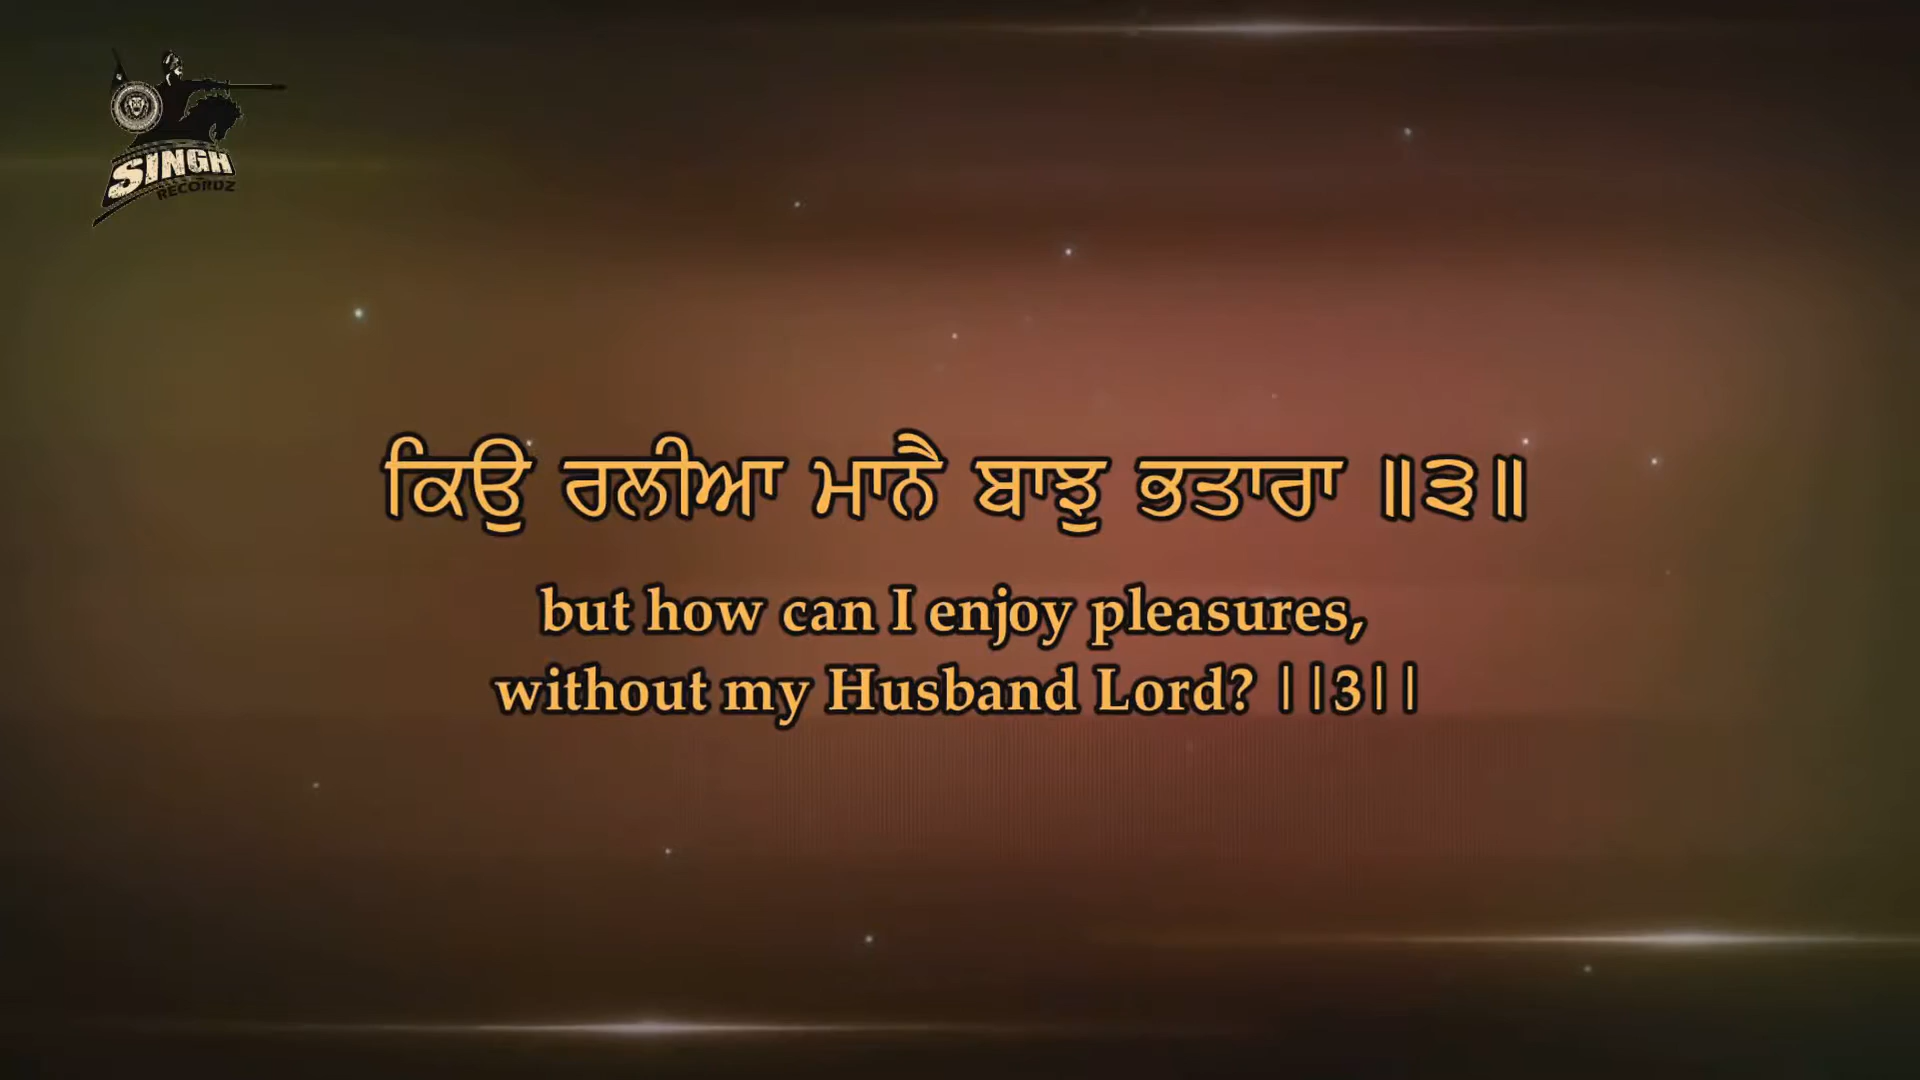 SINGH
RECORDZ
ਕਿਉ ਰਲੀਆ ਮਾਨੈ ਬਾਝੁ ਭਤਾਰਾ ॥੩॥
but how can I enjoy pleasures,
without my Husband Lord? ||3||